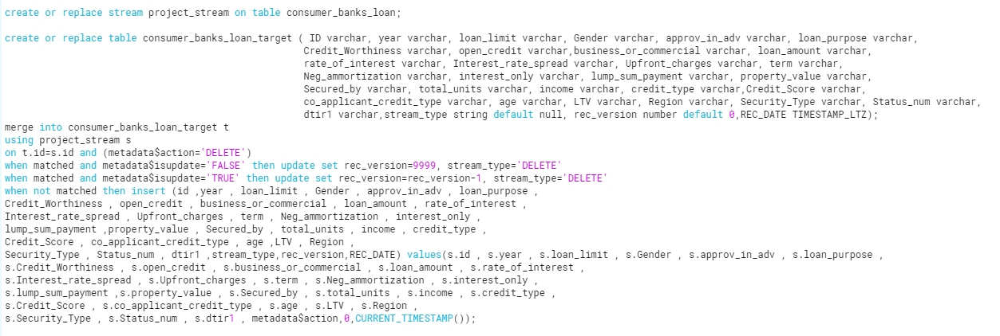 create or replace stream project_stream on table consumer_banks_loan;
create or replace table consumer_banks_loan_target ( ID varchar, year varchar, loan_limit varchar, Gender varchar, approv_in_adv varchar, loan_purpose varchar,
Credit_Worthiness varchar, open_credit varchar,business_or_commercial varchar, loan_amount varchar,
rate_of_interest varchar, Interest_rate_spread varchar, Upfront_charges varchar, term varchar,
Neg_ammortization varchar, interest_only varchar, lump_sum_payment varchar, property_value varchar,
Secured_by varchar, total_units varchar, income varchar, credit_type varchar,Credit_Score varchar,
co_applicant_credit_type varchar, age varchar, LTV varchar, Region varchar, Security_Type varchar, Status_num varchar,
dtir1 varchar,stream_type string default null, rec_version number default 0,REC_DATE TIMESTAMP_LTZ);
merge into consumer_banks_loan_target t
using project_stream s
on t.id=s.id and (metadata$action='DELETE')
when matched and metadata$isupdate='FALSE' then update set rec_version=9999, stream_type='DELETE'
when matched and metadata$isupdate='TRUE' then update set rec_version=rec_version-1, stream_type='DELETE'
when not matched then insert (id ,year , loan_limit , Gender , approv_in_adv , loan_purpose ,
Credit_Worthiness , open_credit , business_or_commercial , loan_amount , rate_of_interest ,
Interest_rate_spread , Upfront_charges , term , Neg_ammortization , interest_only ,
lump_sum_payment ,property_value , Secured_by , total_units , income , credit_type ,
Credit_Score , co_applicant_credit_type , age ,LTV , Region ,
Security_Type , Status_num , dtir1 ,stream_type,rec_version,REC_DATE) values(s.id , s.year , s.loan_limit , s.Gender , s.approv_in_adv , s.loan_purpose ,
s.Credit_Worthiness , s.open_credit , s.business_or_commercial , s.loan_amount , s.rate_of_interest ,
s.Interest_rate_spread , s.Upfront_charges , s.term , s.Neg_ammortization , s.interest_only ,
s.lump_sum_payment ,s.property_value , s.Secured_by , s.total_units , s.income , s.credit_type ,
s.Credit_Score , s.co_applicant_credit_type , s.age , s.LTV , s.Region ,
s.Security_Type , s.Status_num , s.dtir1 , metadata$action,0,CURRENT_TIMESTAMP());